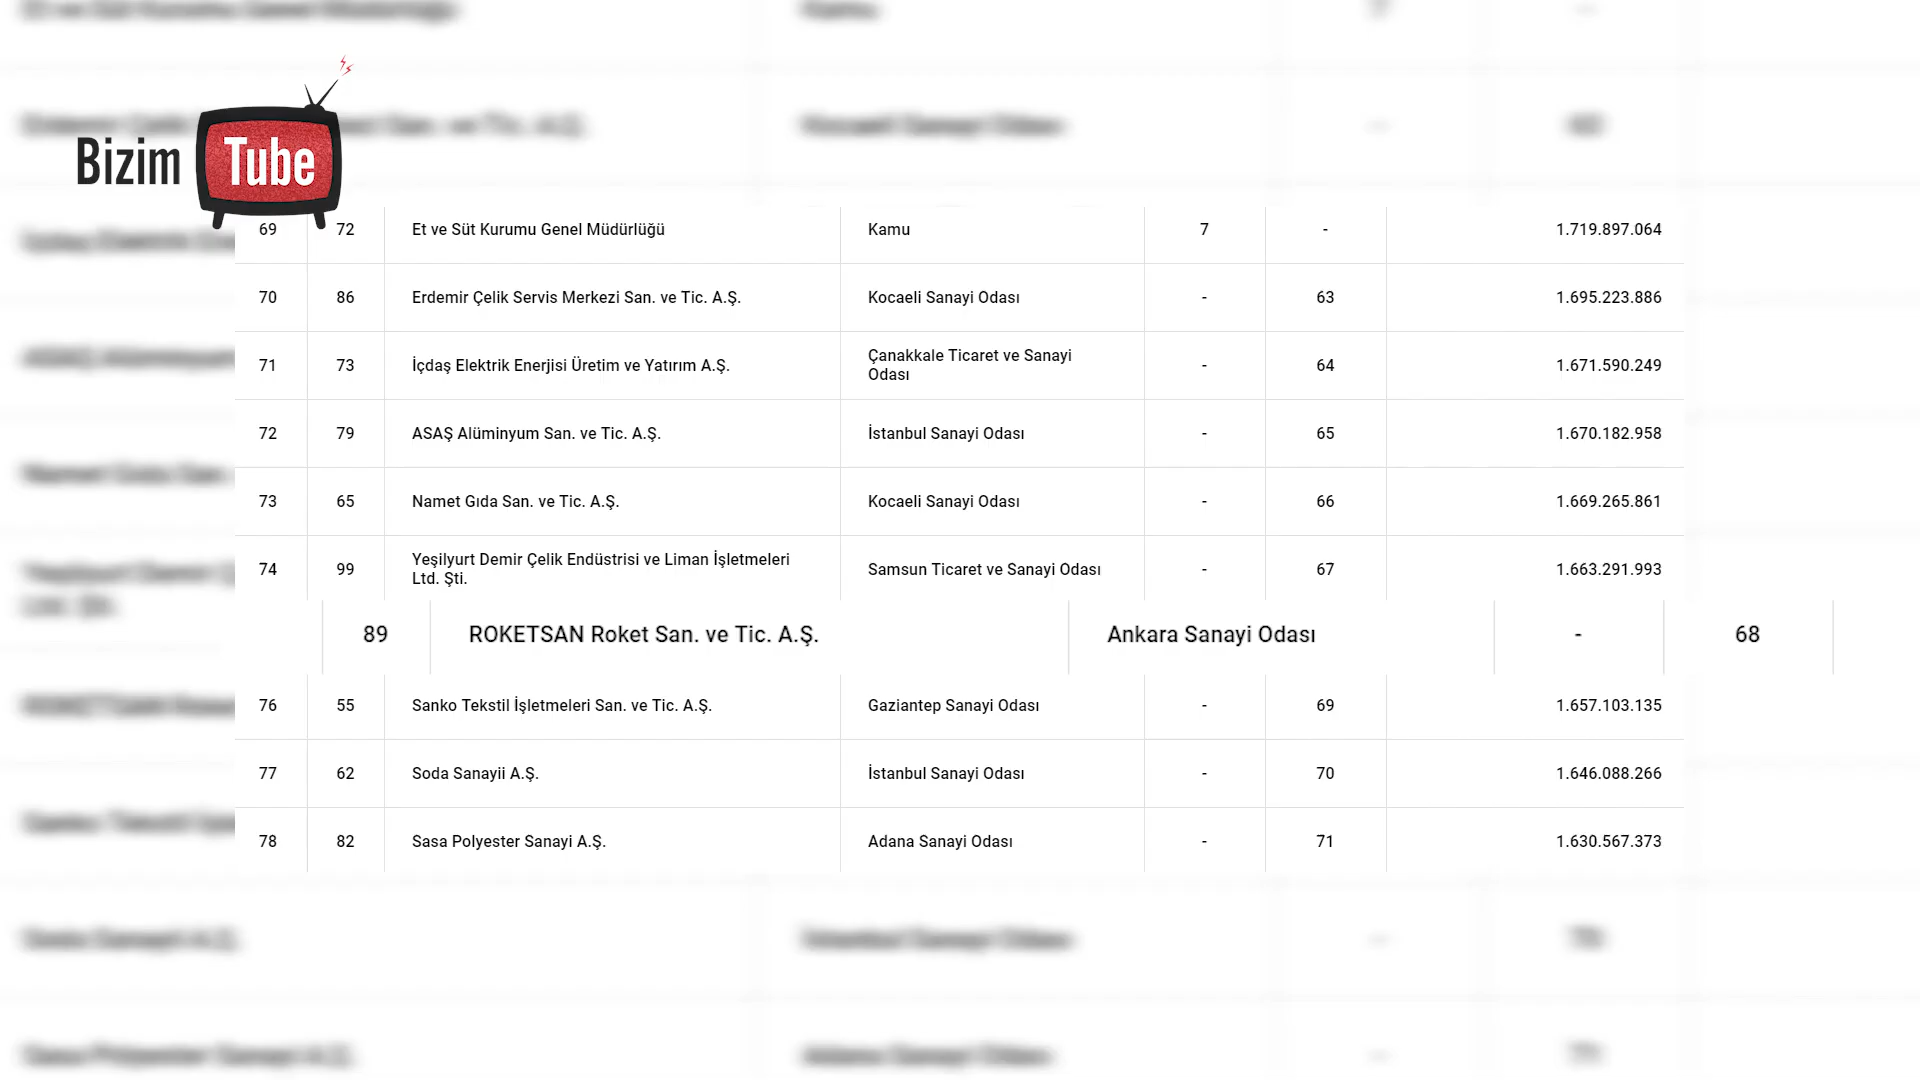 Bizim Tube
69 72 Et ve Süt Kurumu Genel Müdürlüğü Kamu 7 - 1.719.897.064
70 86 Erdemir Çelik Servis Merkezi San. ve Tic. A.Ş. Kocaeli Sanayi Odası - 63 1.695.223.886
71 73 İçdaş Elektrik Enerjisi Üretim ve Yatırım A.Ş. Çanakkale Ticaret ve Sanayi
Odası - 64 1.671.590.249
72 79 ASAŞ Alüminyum San. ve Tic. A.Ş. İstanbul Sanayi Odası - 65 1.670.182.958
73 65 Namet Gıda San. ve Tic. A.Ş. Kocaeli Sanayi Odası - 66 1.669.265.861
74 99 Yeşilyurt Demir Çelik Endüstrisi ve Liman İşletmeleri
Ltd. Şti. Samsun Ticaret ve Sanayi Odası - 67 1.663.291.993
89 ROKETSAN Roket San. ve Tic. A.Ş. Ankara Sanayi Odası - 68
76 55 Sanko Tekstil İşletmeleri San. ve Tic. A.Ş. Gaziantep Sanayi Odası - 69 1.657.103.135
77 62 Soda Sanayii A.Ş. İstanbul Sanayi Odası - 70 1.646.088.266
78 82 Sasa Polyester Sanayi A.Ş. Adana Sanayi Odası - 71 1.630.567.373